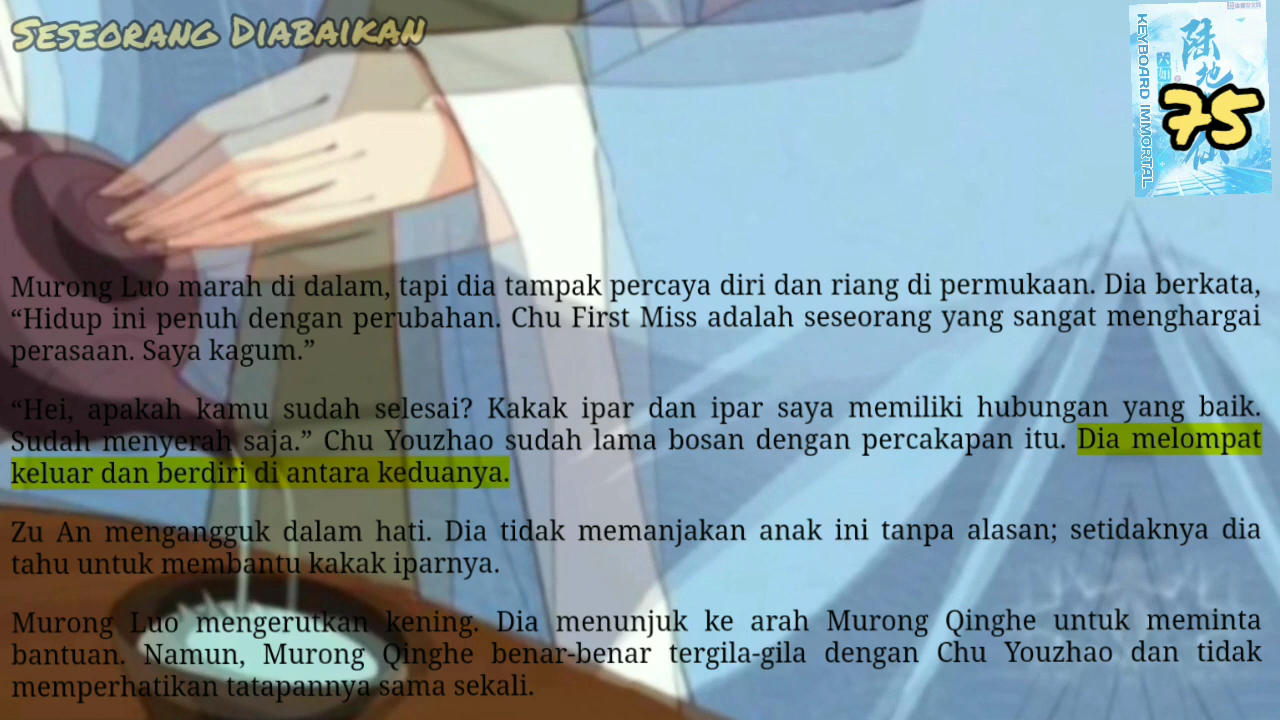 Seseorang Diabaikan
KEYBOARD IMMORTAL
75
Murong Luo marah di dalam, tapi dia tampak percaya diri dan riang di permukaan. Dia berkata,
“Hidup ini penuh dengan perubahan. Chu First Miss adalah seseorang yang sangat menghargai
perasaan. Saya kagum.”
“Hei, apakah kamu sudah selesai? Kakak ipar dan ipar saya memiliki hubungan yang baik.
Sudah menyerah saja.” Chu Youzhao sudah lama bosan dengan percakapan itu. Dia melompat
keluar dan berdiri di antara keduanya.
Zu An mengangguk dalam hati. Dia tidak memanjakan anak ini tanpa alasan; setidaknya dia
tahu untuk membantu kakak iparnya.
Murong Luo mengerutkan kening. Dia menunjuk ke arah Murong Qinghe untuk meminta
bantuan. Namun, Murong Qinghe benar-benar tergila-gila dengan Chu Youzhao dan tidak
memperhatikan tatapannya sama sekali.